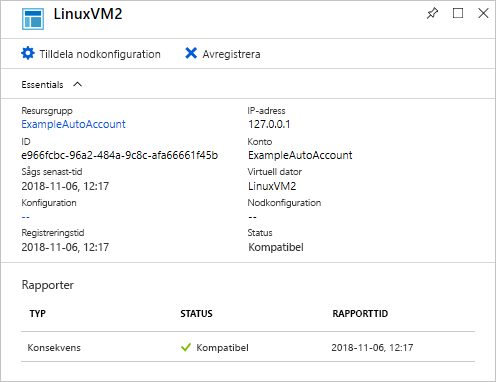 LinuxVM2
Tilldela nodkonfiguration Avregistrera
Essentials
Resursgrupp
ExampleAutoAccount
ID
e966fcbc-96a2-484a-9c8c-afa66661f45b
Sågs senast-tid
2018-11-06, 12:17
Konfiguration
--
Registreringstid
2018-11-06, 12:17
IP-adress
127.0.0.1
Konto
ExampleAutoAccount
Virtuell dator
LinuxVM2
Nodkonfiguration
--
Status
Kompatibel
Rapporter
TYP STATUS RAPPORTTID
Konsekvens Kompatibel 2018-11-06, 12:17